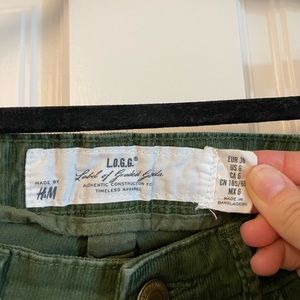 L.O.G.G.®
Label of Graded Goods
MADE BY
H&M
AUTHENTIC CONSTRUCTION FOR
TIMELESS APPAREL
EUR 36
US 6
CA 6
CN 165/66
MX 6
MADE IN
BANGLADESH